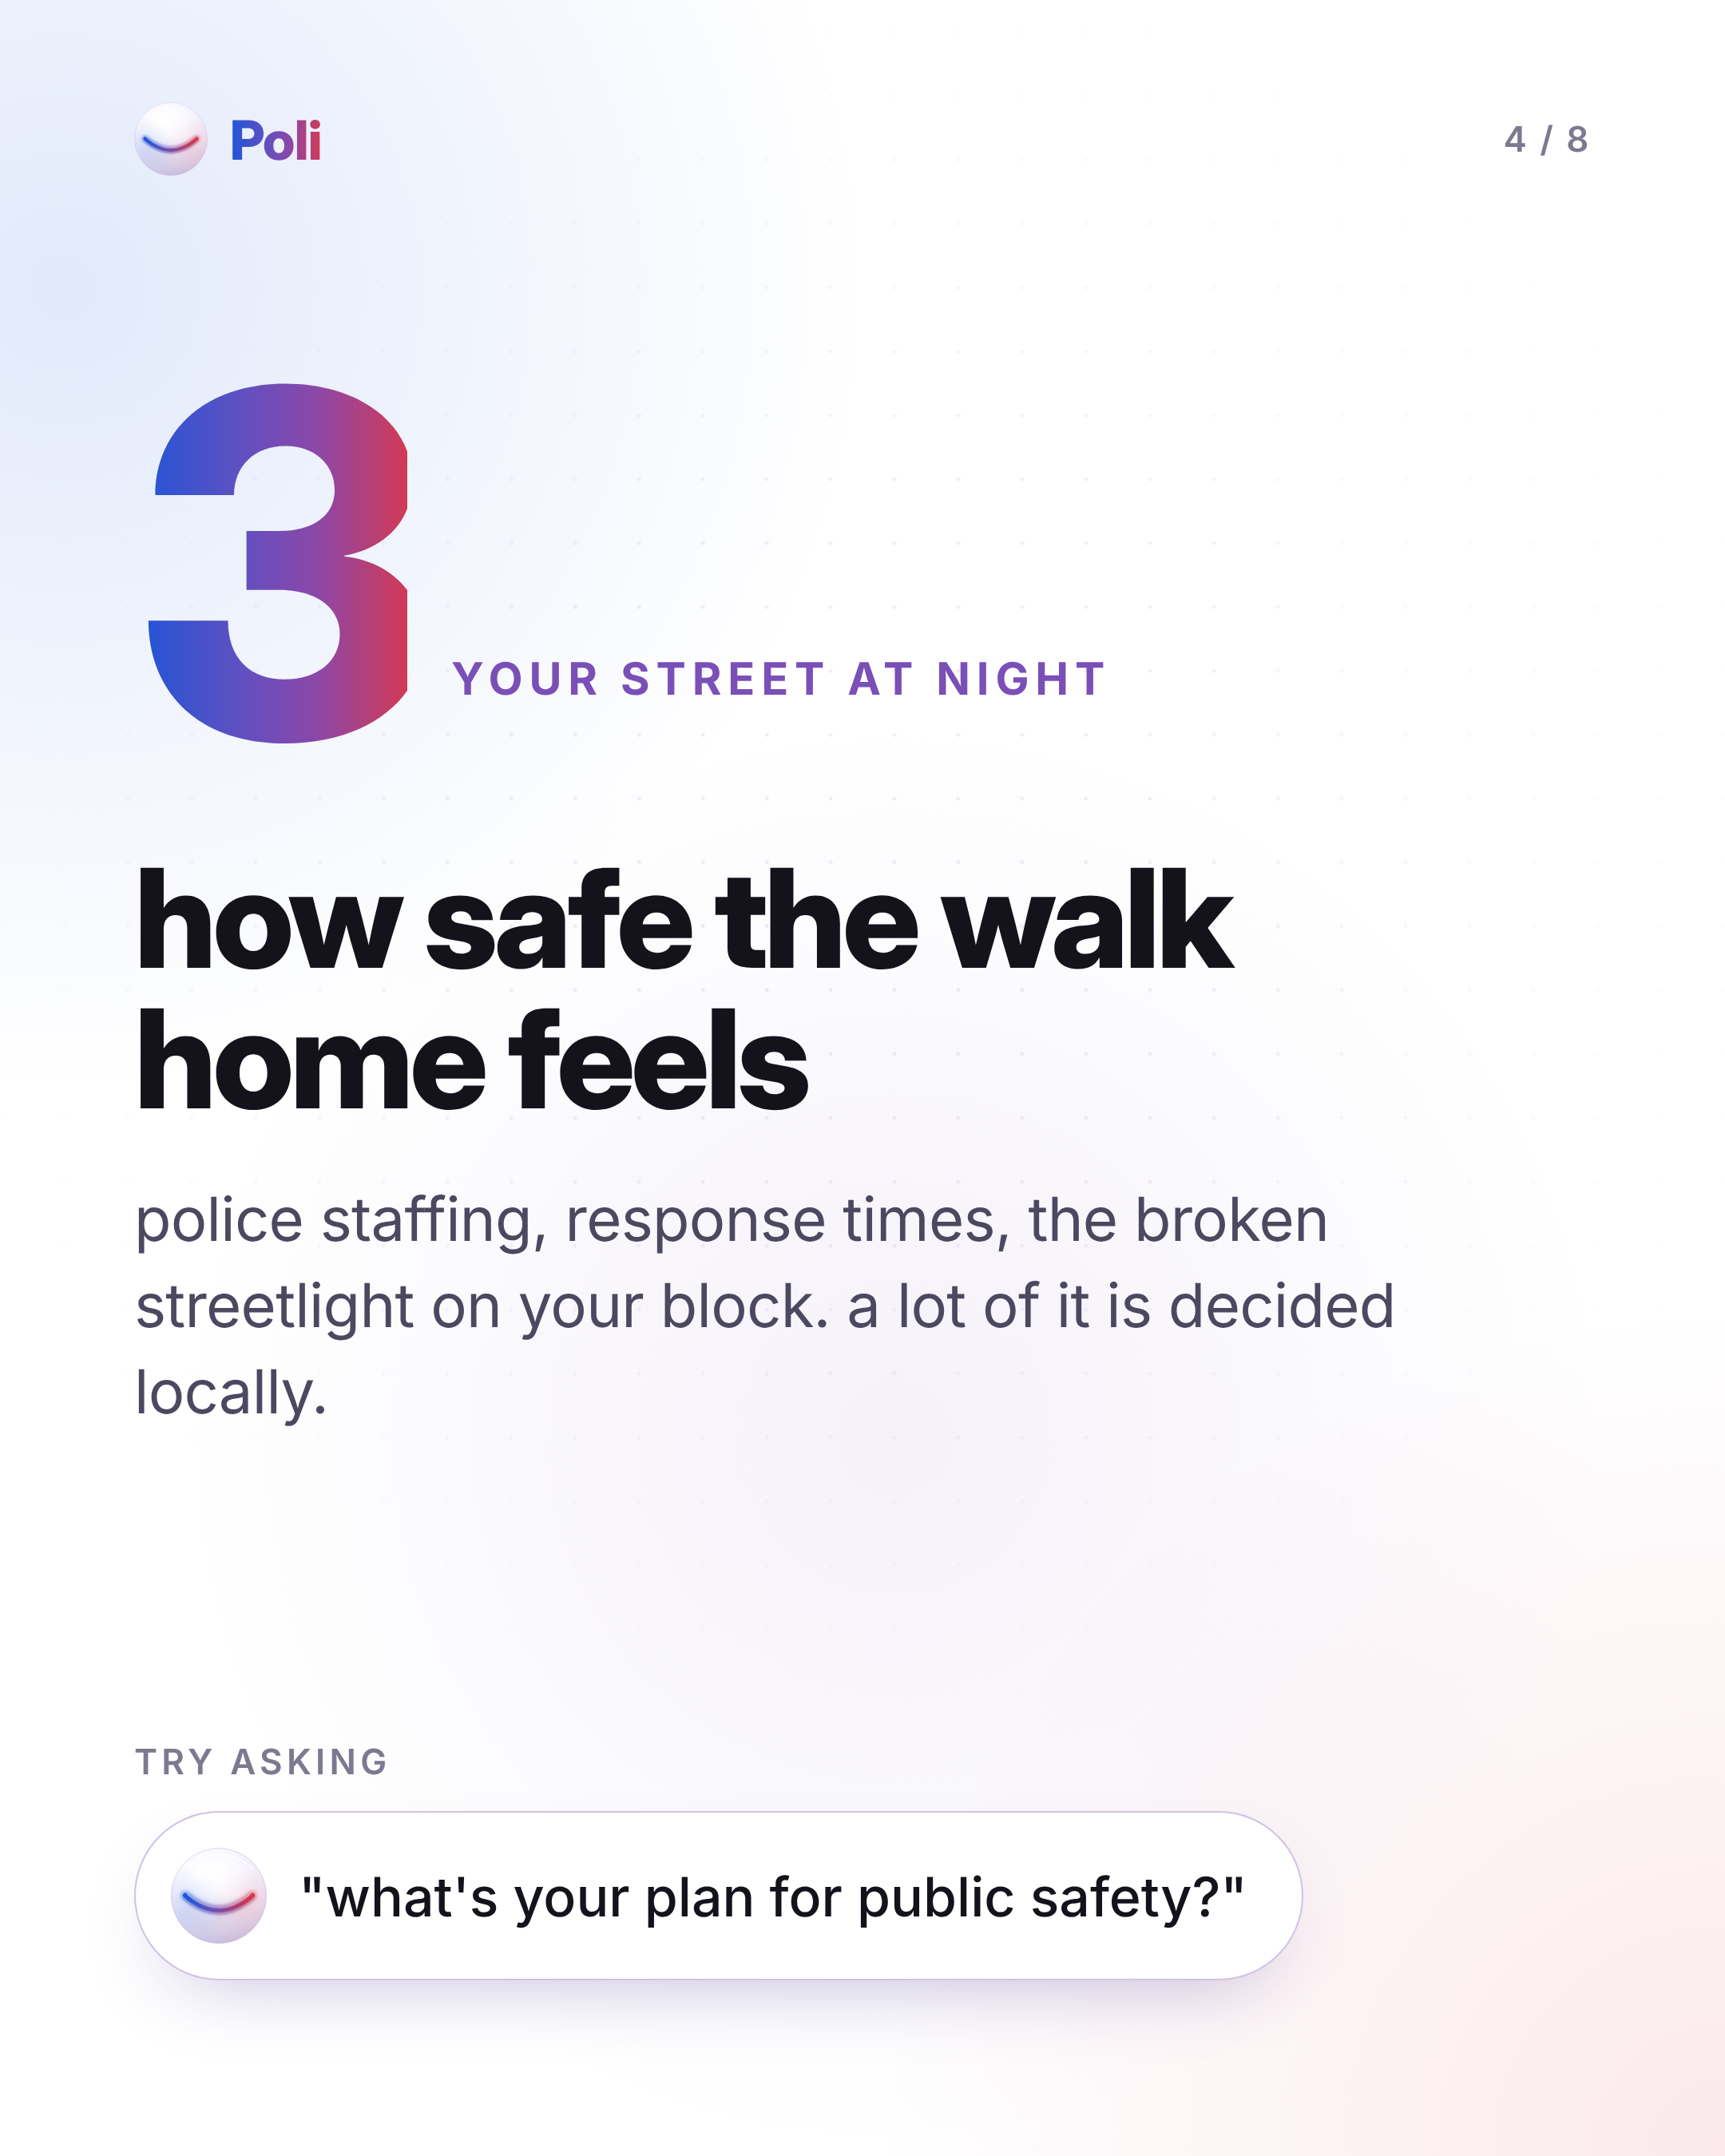 Poli
4 / 8
3
YOUR STREET AT NIGHT
how safe the walk
home feels
police staffing, response times, the broken
streetlight on your block. a lot of it is decided
locally.
TRY ASKING
"what's your plan for public safety?"